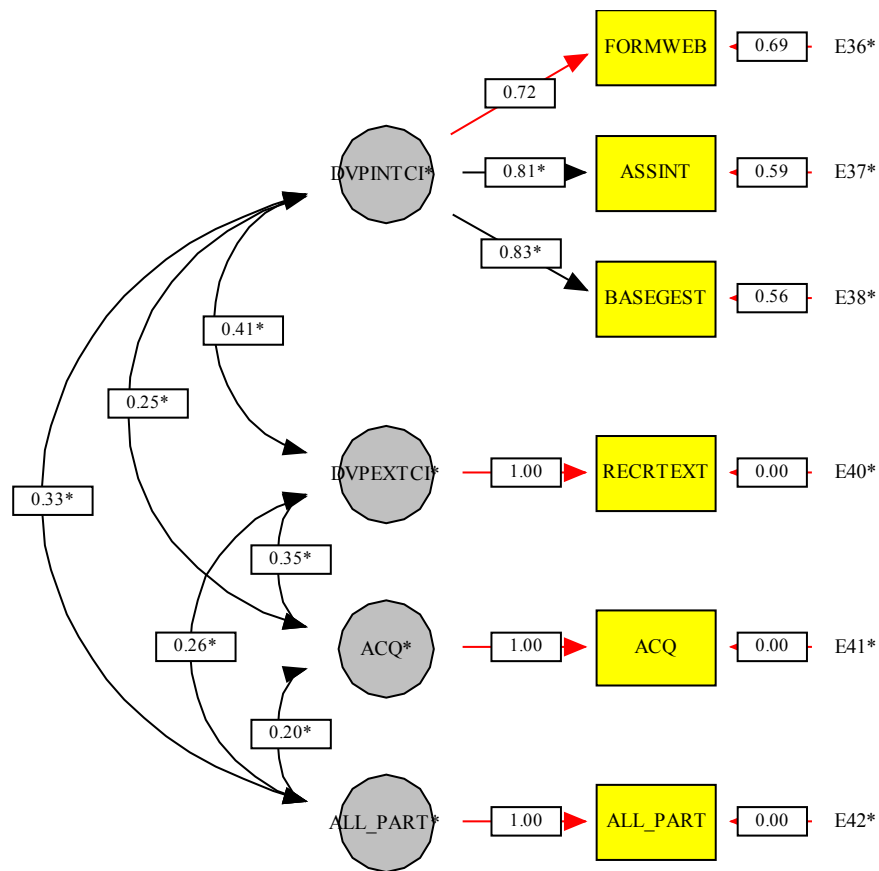 FORMWEB
0.69
E36*
0.72
DVPINTCI*
0.81*
ASSINT
0.59
E37*
0.83*
BASEGEST
0.56
E38*
0.41*
0.25*
DVPEXTCI*
1.00
RECRTEXT
0.00
E40*
0.33*
0.35*
0.26*
ACQ*
1.00
ACQ
0.00
E41*
0.20*
ALL_PART*
1.00
ALL_PART
0.00
E42*